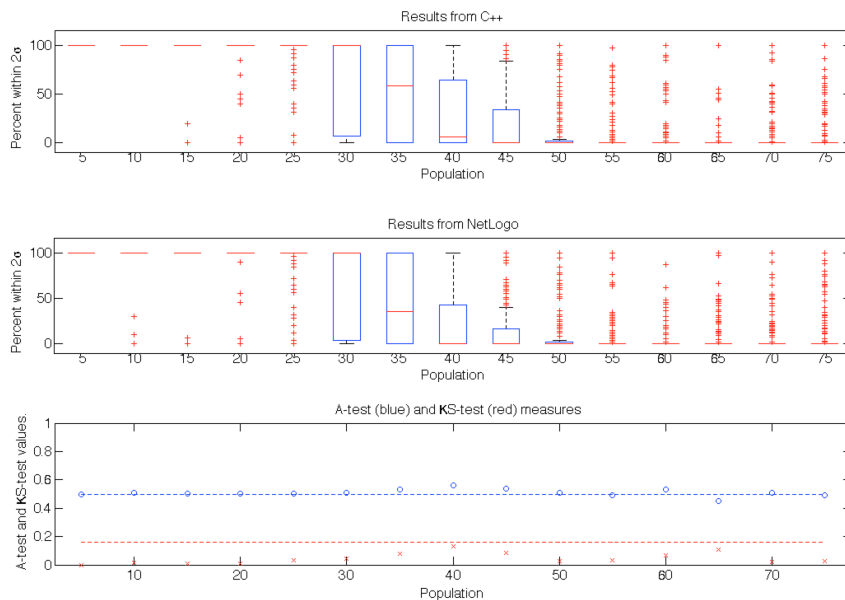 Results from C++
Percent within 2σ
100
50
0
5 10 15 20 25 30 35 40 45 50 55 60 65 70 75
Population
Results from NetLogo
Percent within 2σ
100
50
0
5 10 15 20 25 30 35 40 45 50 55 60 65 70 75
Population
A-test (blue) and KS-test (red) measures
A-test and KS-test values.
1
0.8
0.6
0.4
0.2
0
10 20 30 40 50 60 70
Population